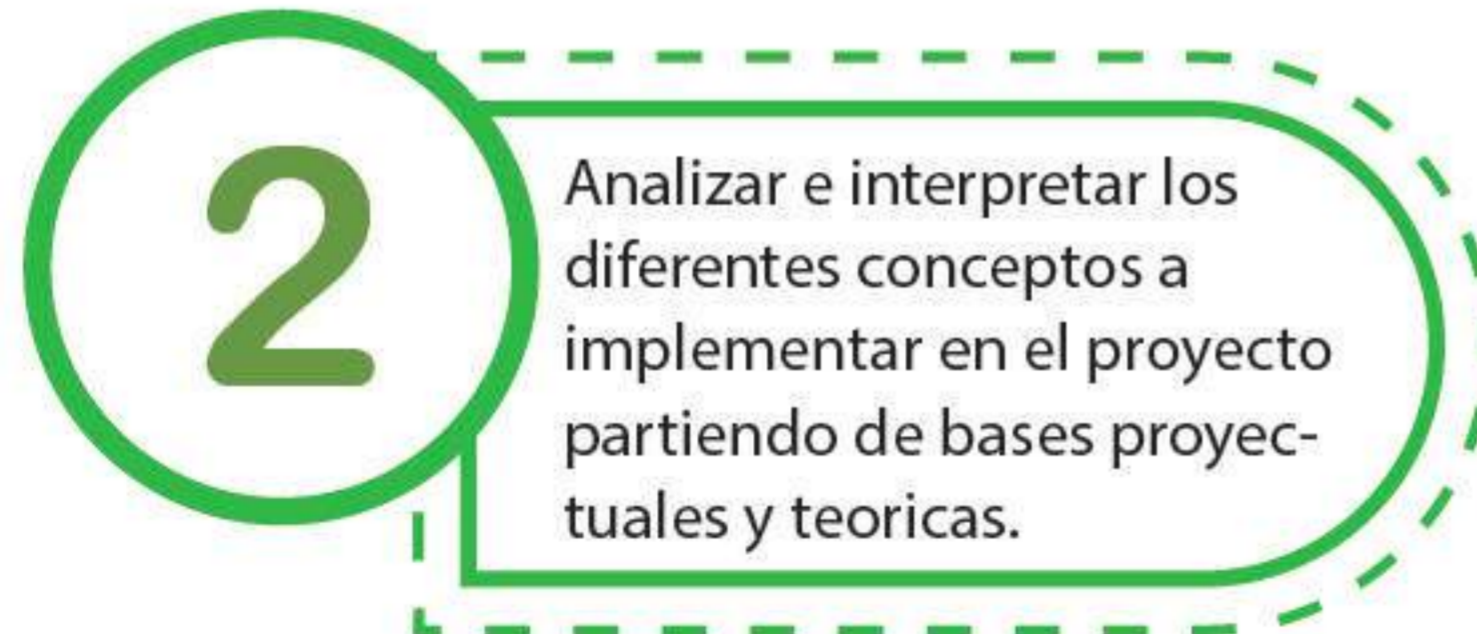 2
Analizar e interpretar los
diferentes conceptos a
implementar en el proyecto
partiendo de bases proyec-
tuales y teoricas.